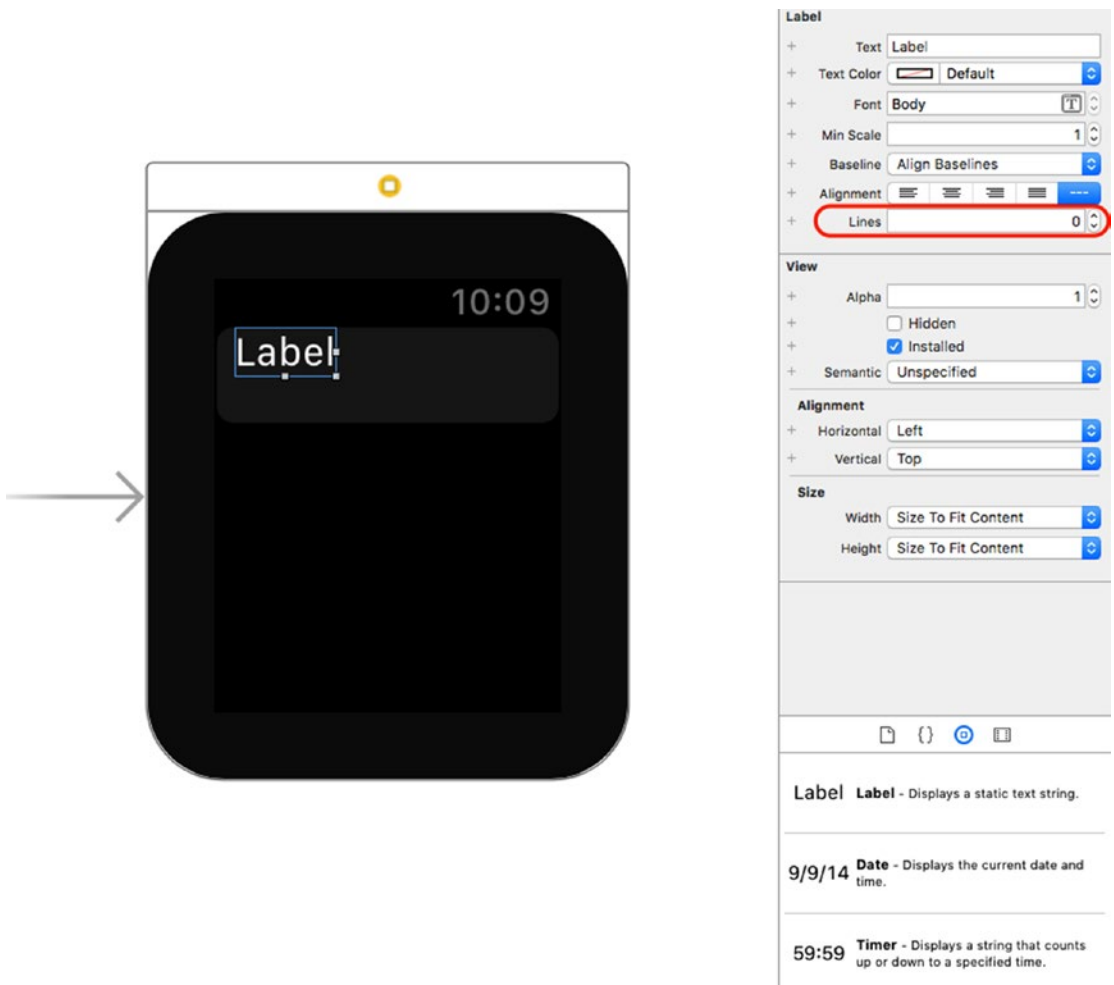 10:09
Label
Label
Text Label
Text Color Default
Font Body T
Min Scale 1
Baseline Align Baselines
Alignment ---
Lines 0
View
Alpha 1
Hidden
Installed
Semantic Unspecified
Alignment
Horizontal Left
Vertical Top
Size
Width Size To Fit Content
Height Size To Fit Content
{}
Label Label - Displays a static text string.
9/9/14 Date - Displays the current date and
time.
59:59 Timer - Displays a string that counts
up or down to a specified time.